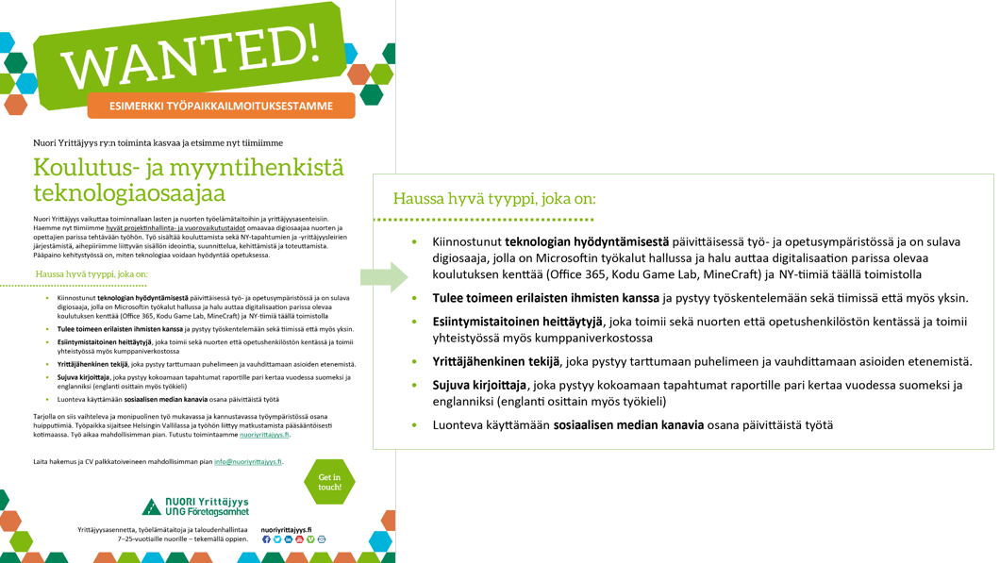 WANTED!
ESIMERKKI TYÖPAIKKAILMOITUKSESTAMME
Nuori Yrittäjyys ry:n toiminta kasvaa ja etsimme nyt tiimiimme
Koulutus- ja myyntihenkistä
teknologiaosaajaa
Nuori Yrittäjyys vaikuttaa toiminnallaan lasten ja nuorten työelämätaitoihin ja yrittäjyysasenteisiin.
Haemme nyt tiimiimme hyvät projektinhallinta- ja vuorovaikutustaidot omaavaa digiosaajaa nuorten ja
opettajien parissa tehtävään työhön. Työ sisältää kouluttamista sekä NY-tapahtumien ja -yrittäjyysleirien
järjestämistä, aihepiiriimme liittyvän sisällön ideointia, suunnittelua, kehittämistä ja toteuttamista.
Pääpaino kehitystyössä on, miten teknologiaa voidaan hyödyntää opetuksessa.
Haussa hyvä tyyppi, joka on:
• Kiinnostunut teknologian hyödyntämisestä päivittäisessä työ- ja opetusympäristössä ja on sulava
digiosaaja, jolla on Microsoftin työkalut hallussa ja halu auttaa digitalisaation parissa olevaa
koulutuksen kenttää (Office 365, Kodu Game Lab, MineCraft) ja NY-tiimiä täällä toimistolla
• Tulee toimeen erilaisten ihmisten kanssa ja pystyy työskentelemään sekä tiimissä että myös yksin.
• Esiintymistaitoinen heittäytyjä, joka toimii sekä nuorten että opetushenkilöstön kentässä ja toimii
yhteistyössä myös kumppaniverkostossa
• Yrittäjähenkinen tekijä, joka pystyy tarttumaan puhelimeen ja vauhdittamaan asioiden etenemistä.
• Sujuva kirjoittaja, joka pystyy kokoamaan tapahtumat raportille pari kertaa vuodessa suomeksi ja
englanniksi (englanti osittain myös työkieli)
• Luonteva käyttämään sosiaalisen median kanavia osana päivittäistä työtä
Tarjolla on siis vaihteleva ja monipuolinen työ mukavassa ja kannustavassa työympäristössä osana
huipputiimiä. Työpaikka sijaitsee Helsingin Vallilassa ja työhön liittyy matkustamista pääsääntöisesti
kotimaassa. Työ aikaa mahdollisimman pian. Tutustu toimintaamme nuoriyrittajyys.fi.
Laita hakemus ja CV palkkatoiveineen mahdollisimman pian info@nuoriyrittajyys.fi.
Get in
touch!
NUORI Yrittäjyys
UNG Företagsamhet
Yrittäjyysasennetta, työelämätaitoja ja taloudenhallintaa
7–25-vuotiaille nuorille – tekemällä oppien.
nuoriyrittajyys.fi
Haussa hyvä tyyppi, joka on:
• Kiinnostunut teknologian hyödyntämisestä päivittäisessä työ- ja opetusympäristössä ja on sulava
digiosaaja, jolla on Microsoftin työkalut hallussa ja halu auttaa digitalisaation parissa olevaa
koulutuksen kenttää (Office 365, Kodu Game Lab, MineCraft) ja NY-tiimiä täällä toimistolla
• Tulee toimeen erilaisten ihmisten kanssa ja pystyy työskentelemään sekä tiimissä että myös yksin.
• Esiintymistaitoinen heittäytyjä, joka toimii sekä nuorten että opetushenkilöstön kentässä ja toimii
yhteistyössä myös kumppaniverkostossa
• Yrittäjähenkinen tekijä, joka pystyy tarttumaan puhelimeen ja vauhdittamaan asioiden etenemistä.
• Sujuva kirjoittaja, joka pystyy kokoamaan tapahtumat raportille pari kertaa vuodessa suomeksi ja
englanniksi (englanti osittain myös työkieli)
• Luonteva käyttämään sosiaalisen median kanavia osana päivittäistä työtä